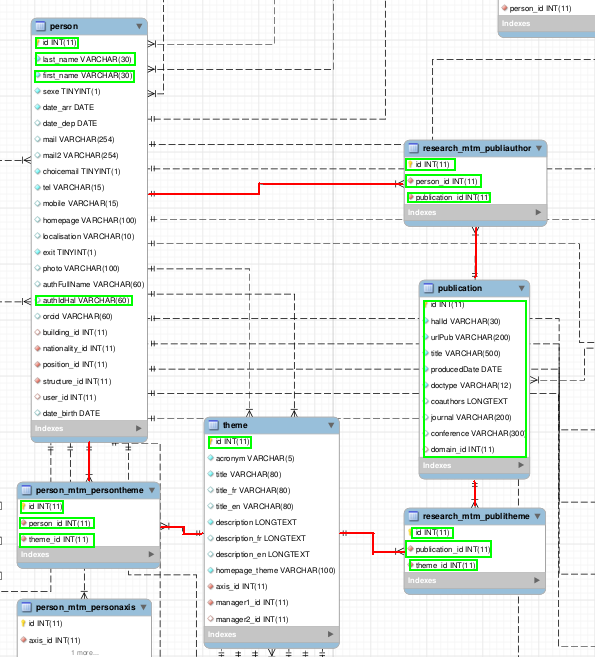 person_id INT(11)
Indexes
person
id INT(11)
last_name VARCHAR(30)
first_name VARCHAR(30)
sexe TINYINT(1)
date_arr DATE
date_dep DATE
mail VARCHAR(254)
mail2 VARCHAR(254)
choicemail TINYINT(1)
tel VARCHAR(15)
mobile VARCHAR(15)
homepage VARCHAR(100)
localisation VARCHAR(10)
exit TINYINT(1)
photo VARCHAR(100)
authFullName VARCHAR(60)
authIdHal VARCHAR(60)
orcid VARCHAR(60)
building_id INT(11)
nationality_id INT(11)
position_id INT(11)
structure_id INT(11)
user_id INT(11)
date_birth DATE
Indexes
research_mtm_publiauthor
id INT(11)
person_id INT(11)
publication_id INT(11)
Indexes
publication
id INT(11)
halId VARCHAR(30)
urlPub VARCHAR(200)
title VARCHAR(500)
producedDate DATE
doctype VARCHAR(12)
coauthors LONGTEXT
journal VARCHAR(200)
conference VARCHAR(300)
domain_id INT(11)
Indexes
theme
id INT(11)
acronym VARCHAR(5)
title VARCHAR(80)
title_fr VARCHAR(80)
title_en VARCHAR(80)
description LONGTEXT
description_fr LONGTEXT
description_en LONGTEXT
homepage_theme VARCHAR(100)
axis_id INT(11)
manager1_id INT(11)
manager2_id INT(11)
Indexes
person_mtm_persontheme
id INT(11)
person_id INT(11)
theme_id INT(11)
Indexes
research_mtm_publitheme
id INT(11)
publication_id INT(11)
theme_id INT(11)
Indexes
person_mtm_personaxis
id INT(11)
axis_id INT(11)
1 more...